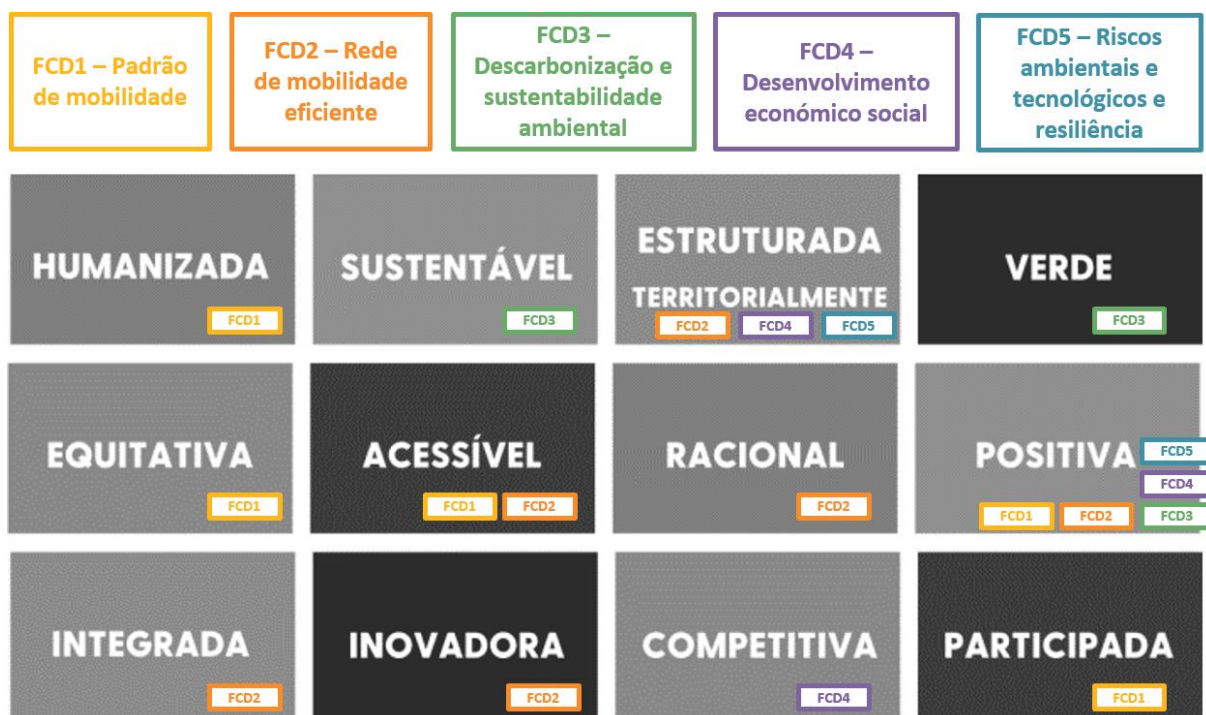 FCD1 – Padrão
de mobilidade
FCD2 – Rede
de mobilidade
eficiente
FCD3 –
Descarbonização e
sustentabilidade
ambiental
FCD4 –
Desenvolvimento
económico social
FCD5 – Riscos
ambientais e
tecnológicos e
resiliência
HUMANIZADA
FCD1
SUSTENTÁVEL
FCD3
ESTRUTURADA
TERRITORIALMENTE
FCD2 FCD4 FCD5
VERDE
FCD3
EQUITATIVA
FCD1
ACESSÍVEL
FCD1 FCD2
RACIONAL
FCD2
POSITIVA
FCD5
FCD4
FCD1 FCD2 FCD3
INTEGRADA
FCD2
INOVADORA
FCD2
COMPETITIVA
FCD4
PARTICIPADA
FCD1